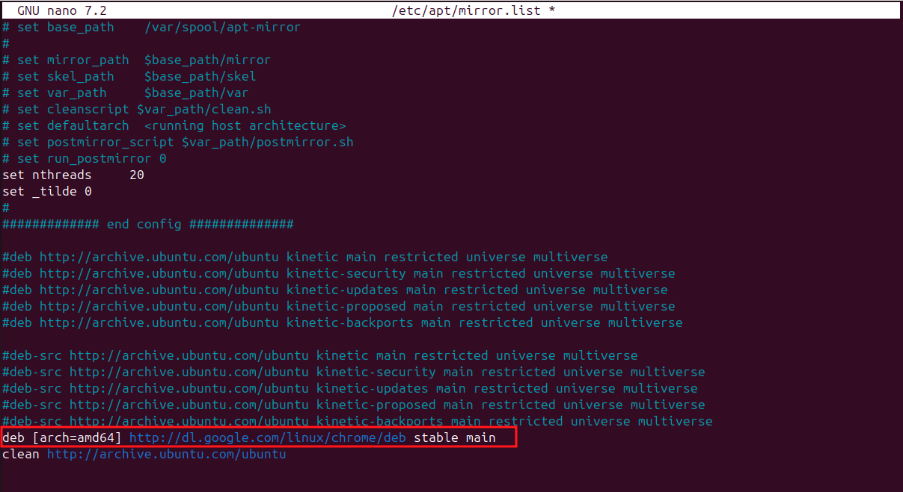 GNU nano 7.2 /etc/apt/mirror.list *
# set base_path /var/spool/apt-mirror
#
# set mirror_path $base_path/mirror
# set skel_path $base_path/skel
# set var_path $base_path/var
# set cleanscript $var_path/clean.sh
# set defaultarch <running host architecture>
# set postmirror_script $var_path/postmirror.sh
# set run_postmirror 0
set nthreads 20
set _tilde 0
#
############# end config ##############
#deb http://archive.ubuntu.com/ubuntu kinetic main restricted universe multiverse
#deb http://archive.ubuntu.com/ubuntu kinetic-security main restricted universe multiverse
#deb http://archive.ubuntu.com/ubuntu kinetic-updates main restricted universe multiverse
#deb http://archive.ubuntu.com/ubuntu kinetic-proposed main restricted universe multiverse
#deb http://archive.ubuntu.com/ubuntu kinetic-backports main restricted universe multiverse
#deb-src http://archive.ubuntu.com/ubuntu kinetic main restricted universe multiverse
#deb-src http://archive.ubuntu.com/ubuntu kinetic-security main restricted universe multiverse
#deb-src http://archive.ubuntu.com/ubuntu kinetic-updates main restricted universe multiverse
#deb-src http://archive.ubuntu.com/ubuntu kinetic-proposed main restricted universe multiverse
#deb-src http://archive.ubuntu.com/ubuntu kinetic-backports main restricted universe multiverse
deb [arch=amd64] http://dl.google.com/linux/chrome/deb stable main
clean http://archive.ubuntu.com/ubuntu